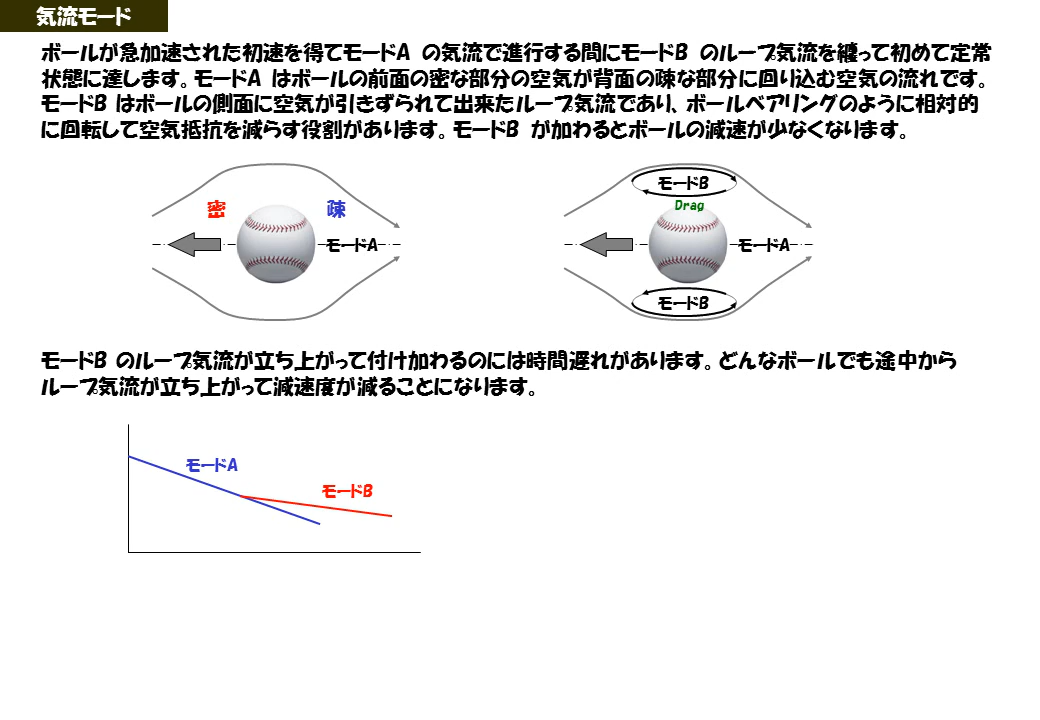 気流モード
ボールが急加速された初速を得てモードA の気流で進行する間にモードB のループ気流を纏って初めて定常
状態に達します。モードA はボールの前面の密な部分の空気が背面の疎な部分に回り込む空気の流れです。
モードB はボールの側面に空気が引きずられて出来たループ気流であり、ボールベアリングのように相対的
に回転して空気抵抗を減らす役割があります。モードB が加わるとボールの減速が少なくなります。
密
疎
モードA
モードB
Drag
モードA
モードB
モードB のループ気流が立ち上がって付け加わるのには時間遅れがあります。どんなボールでも途中から
ループ気流が立ち上がって減速度が減ることになります。
モードA
モードB